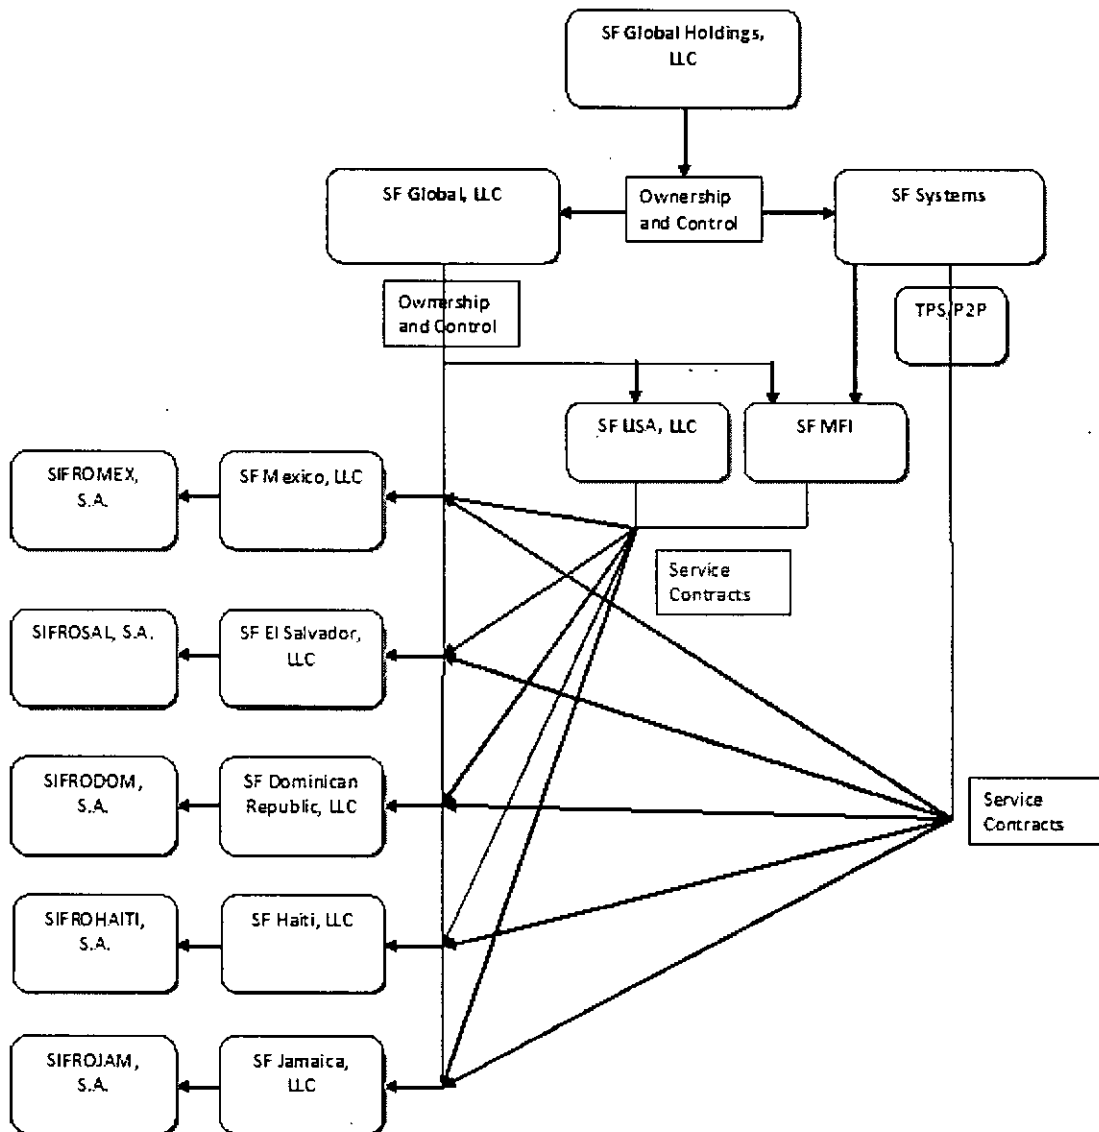 SF Global Holdings,
LLC
SF Global, LLC
Ownership
and Control
SF Systems
Ownership
and Control
TPS/P2P
SF USA, LLC
SF MFI
SIFROMEX,
S.A.
SF Mexico, LLC
Service
Contracts
SIFROSAL, S.A.
SF El Salvador,
LLC
SIFRODOM,
S.A.
SF Dominican
Republic, LLC
Service
Contracts
SIFROHAITI,
S.A.
SF Haiti, LLC
SIFROJAM,
S.A.
SF Jamaica,
LLC